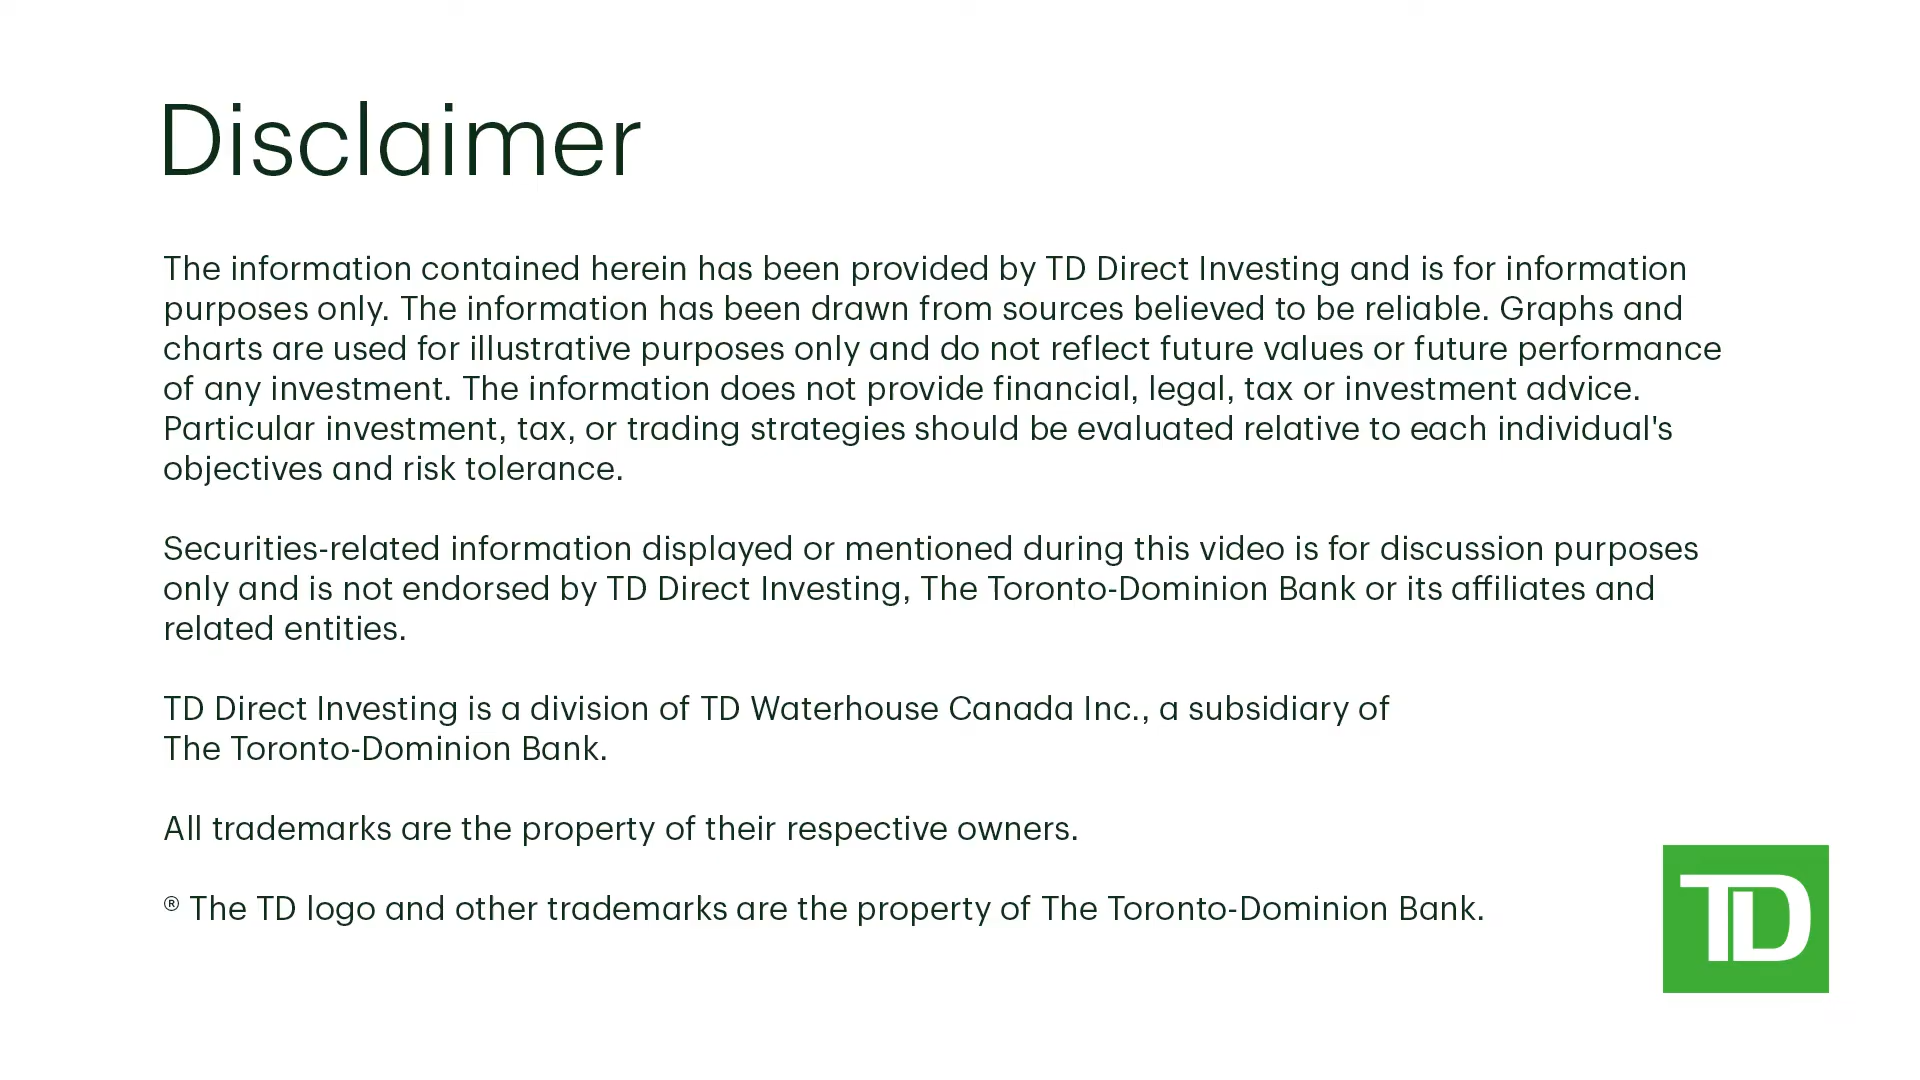 Disclaimer
The information contained herein has been provided by TD Direct Investing and is for information
purposes only. The information has been drawn from sources believed to be reliable. Graphs and
charts are used for illustrative purposes only and do not reflect future values or future performance
of any investment. The information does not provide financial, legal, tax or investment advice.
Particular investment, tax, or trading strategies should be evaluated relative to each individual's
objectives and risk tolerance.
Securities-related information displayed or mentioned during this video is for discussion purposes
only and is not endorsed by TD Direct Investing, The Toronto-Dominion Bank or its affiliates and
related entities.
TD Direct Investing is a division of TD Waterhouse Canada Inc., a subsidiary of
The Toronto-Dominion Bank.
All trademarks are the property of their respective owners.
® The TD logo and other trademarks are the property of The Toronto-Dominion Bank.
TD